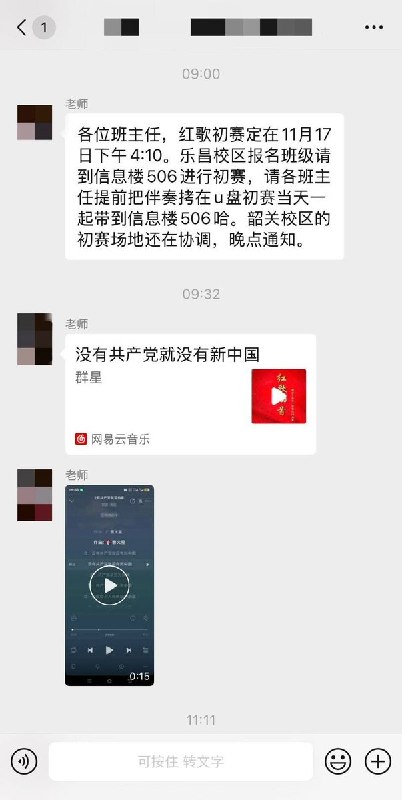 1
09:00
老师
各位班主任，红歌初赛定在11月17
日下午4:10。乐昌校区报名班级请
到信息楼506进行初赛，请各班主
任提前把伴奏拷在u盘初赛当天一
起带到信息楼506哈。韶关校区的
初赛场地还在协调，晚点通知。
09:32
老师
没有共产党就没有新中国
群星
网易云音乐
老师
0:15
11:11
可按住 转文字